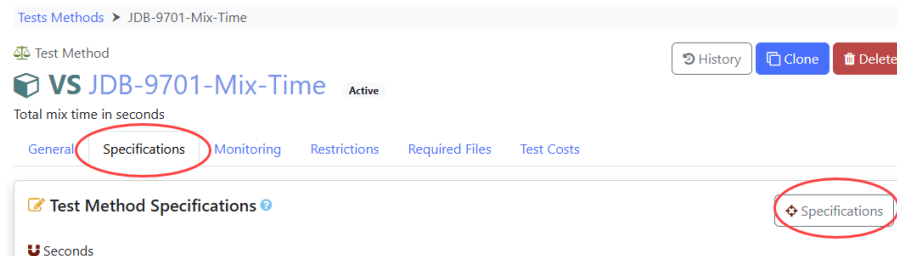 Tests Methods ➤ JDB-9701-Mix-Time
Test Method
History Clone Delete
VS JDB-9701-Mix-Time Active
Total mix time in seconds
General Specifications Monitoring Restrictions Required Files Test Costs
Test Method Specifications ?
Specifications
Seconds